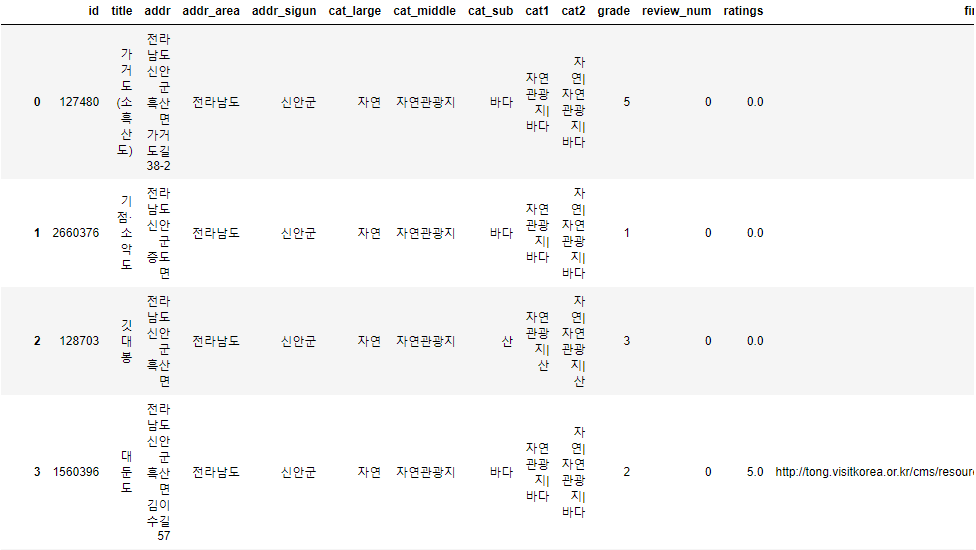 id title addr addr_area addr_sigun cat_large cat_middle cat_sub cat1 cat2 grade review_num ratings fir
0 127480
가
거
도
(소
흑
산
도)
전라
남도
신안
군
흑산
면
가거
도길
38-2
전라남도 신안군 자연 자연관광지 바다
자연
관광
지|
바다
자
연|
자연
관광
지|
바다
5 0 0.0
1 2660376
기
점·
소
악
도
전라
남도
신안
군
증도
면
전라남도 신안군 자연 자연관광지 바다
자연
관광
지|
바다
자
연|
자연
관광
지|
바다
1 0 0.0
2 128703
깃
대
봉
전라
남도
신안
군
흑산
면
전라남도 신안군 자연 자연관광지 산
자연
관광
지|
산
자
연|
자연
관광
지|
산
3 0 0.0
3 1560396
대
둔
도
전라
남도
신안
군
흑산
면
김이
수길
57
전라남도 신안군 자연 자연관광지 바다
자연
관광
지|
바다
자
연|
자연
관광
지|
바다
2 0 5.0 http://tong.visitkorea.or.kr/cms/resource